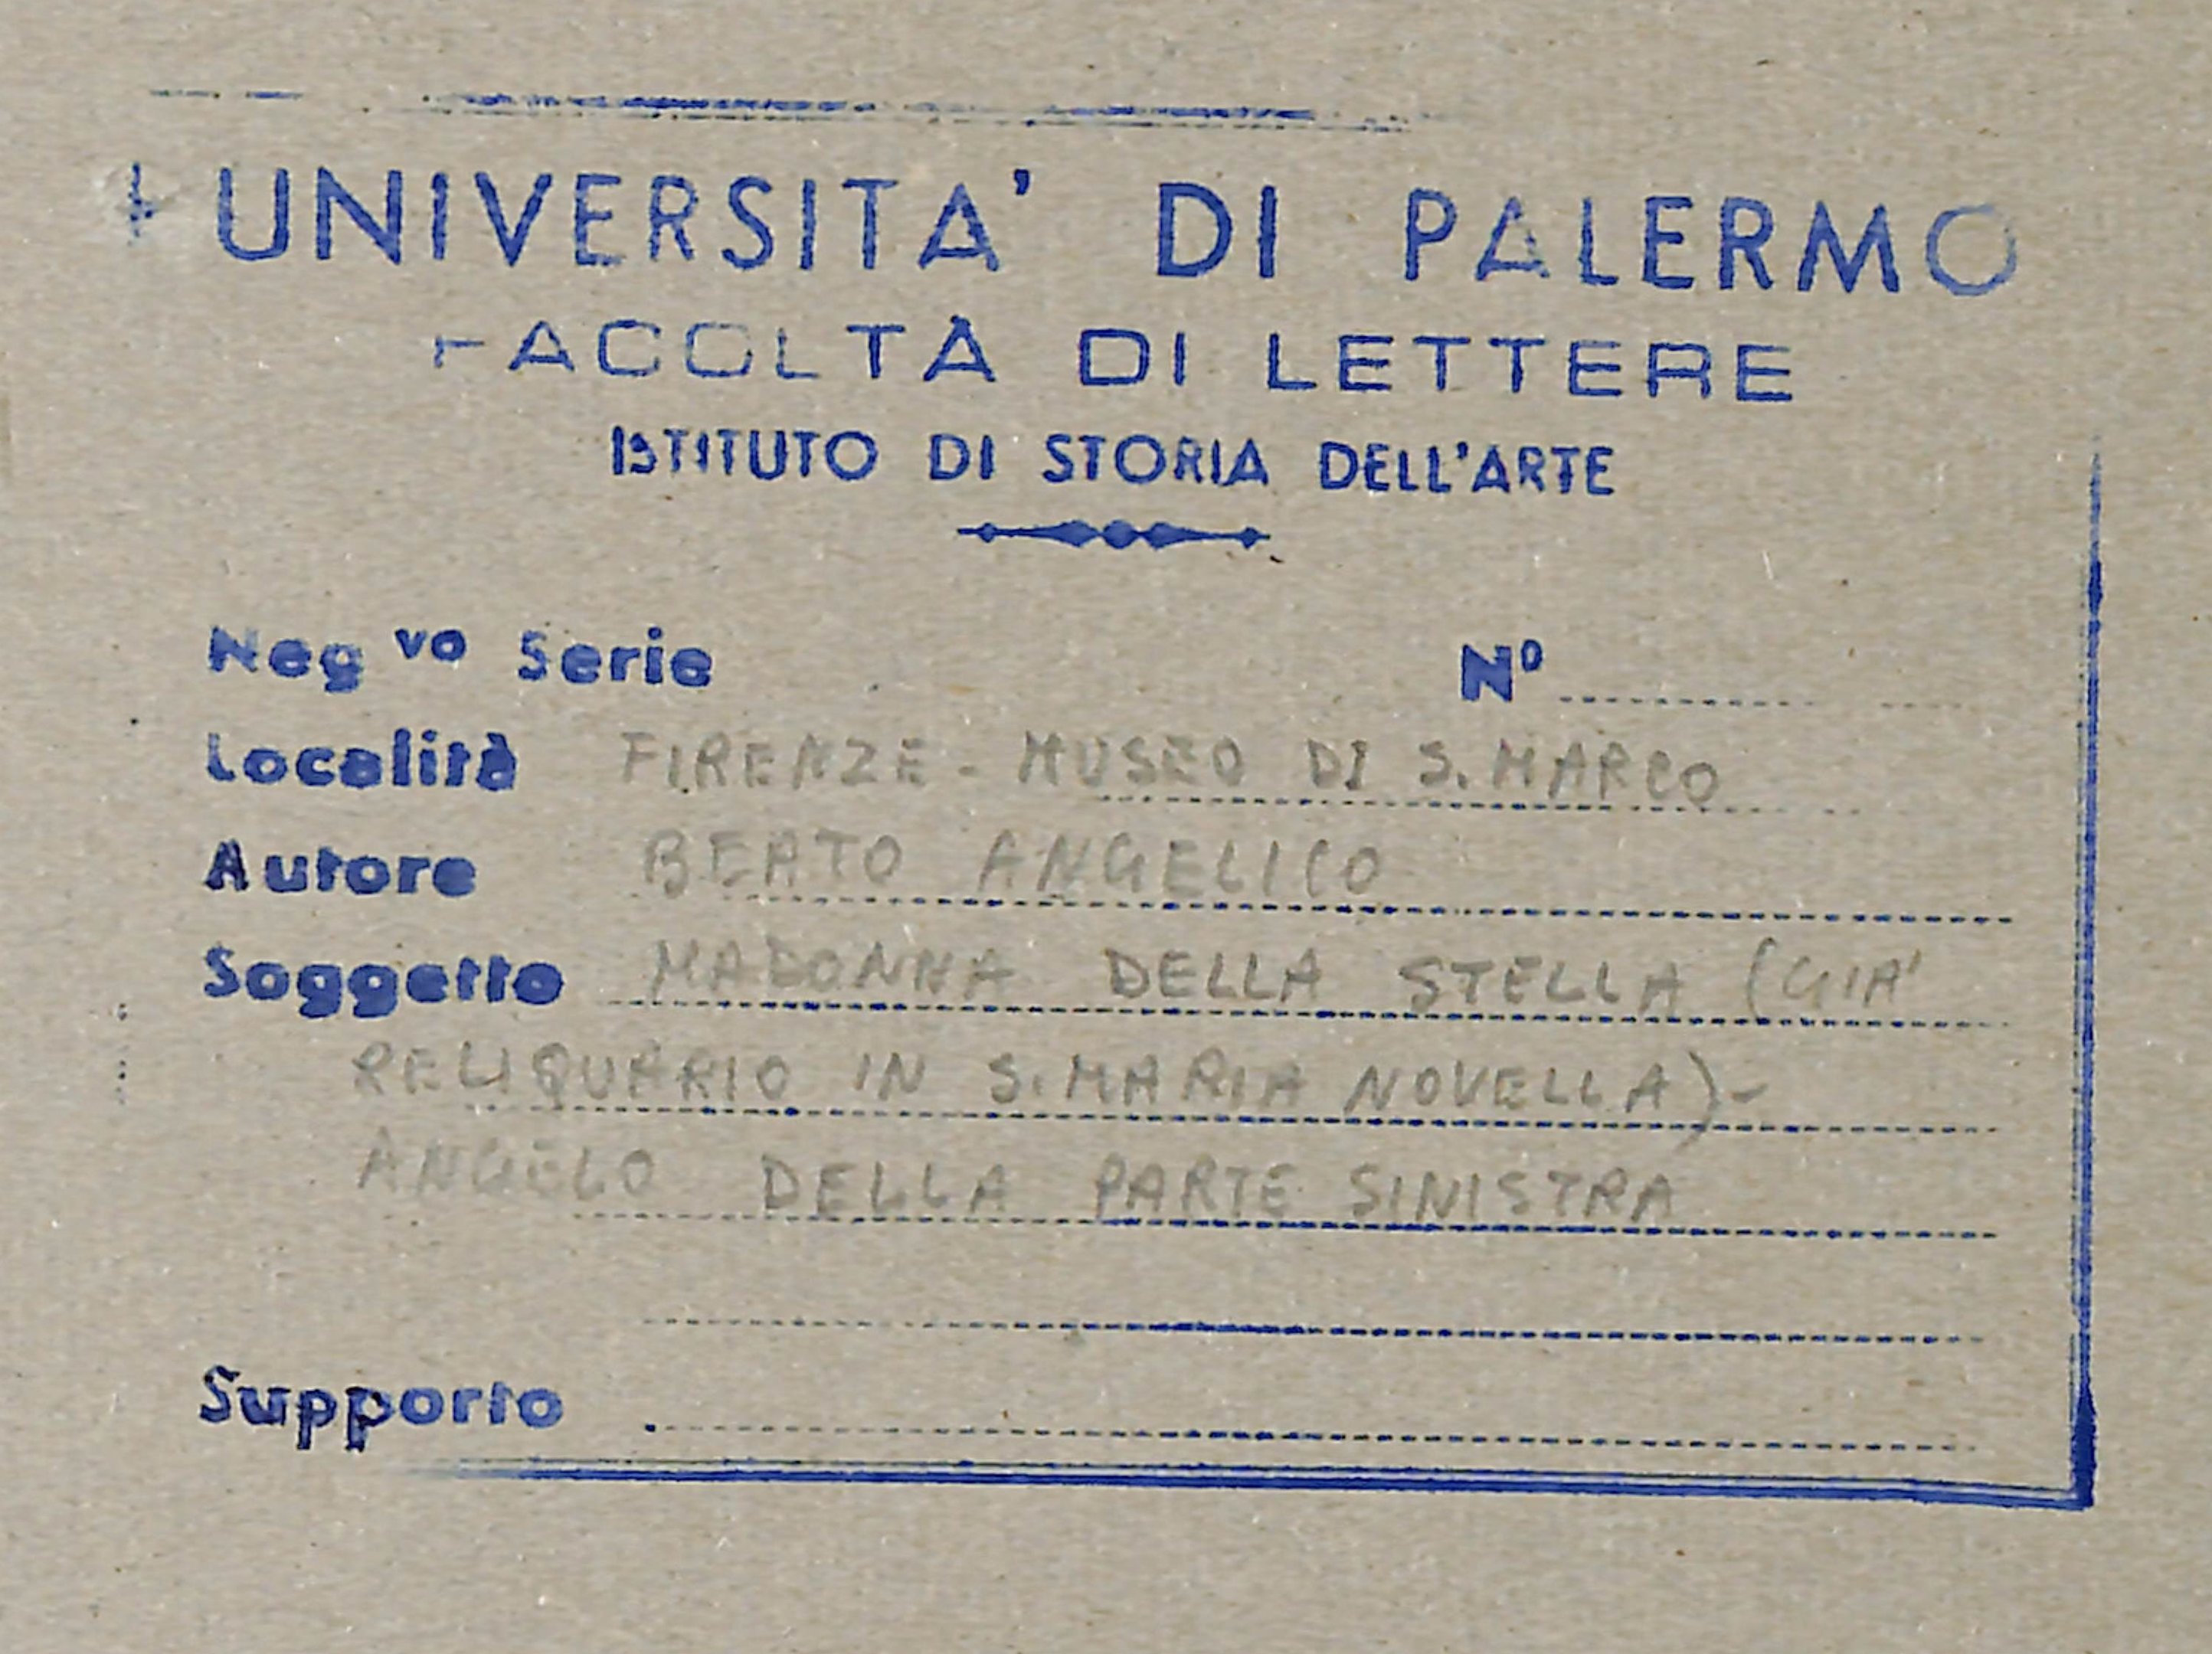 UNIVERSITA' DI PALERMO
FACOLTÀ DI LETTERE
ISTITUTO DI STORIA DELL'ARTE
Neg vo Serie N°
Località FIRENZE - MUSEO DI S. MARCO
Autore BEATO ANGELICO
Soggetto MADONNA DELLA STELLA (GIA'
RELIQUARIO IN S. MARIA NOVELLA) -
ANGELO DELLA PARTE SINISTRA
Supporto